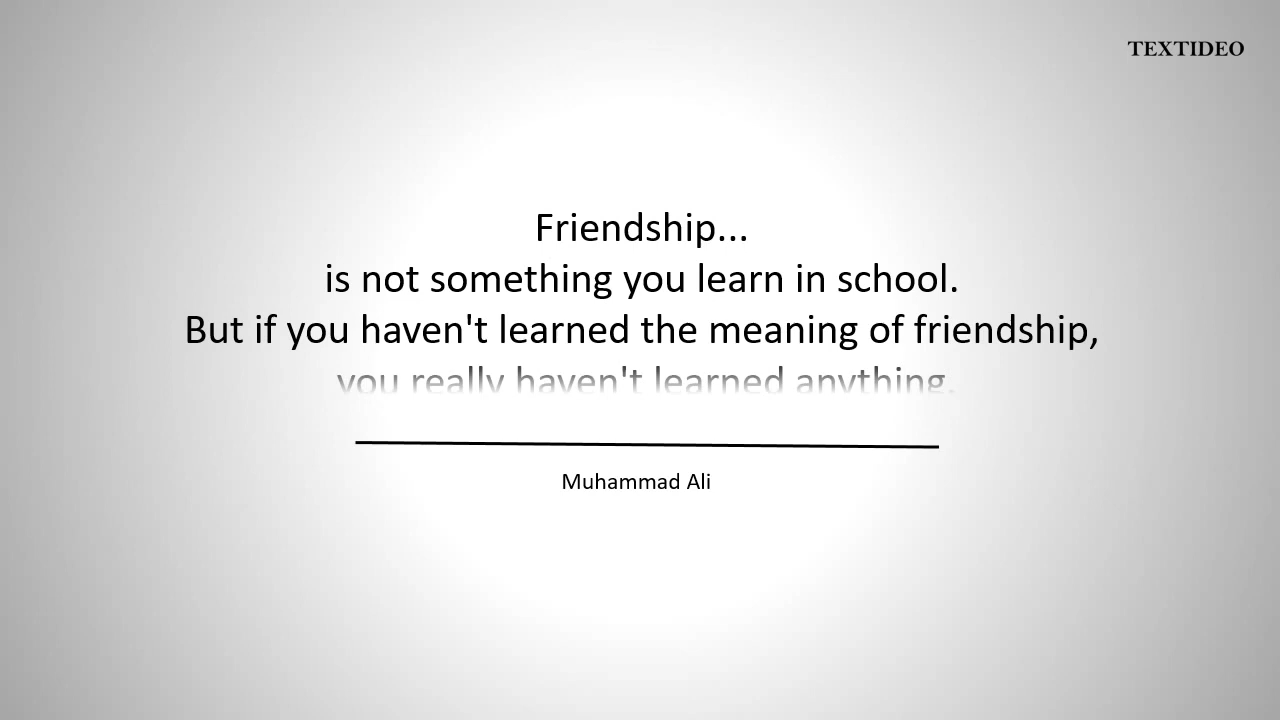 TEXTIDEO
Friendship...
is not something you learn in school.
But if you haven't learned the meaning of friendship,
you really haven't learned anything.
Muhammad Ali